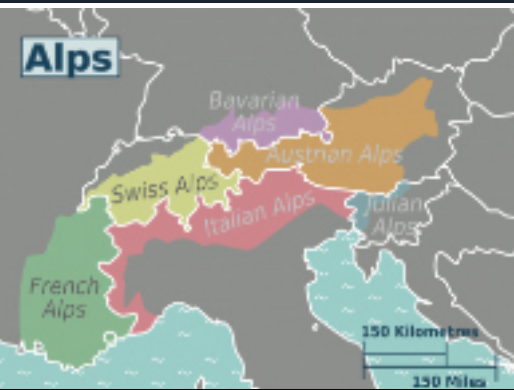 Alps
Bavarian
Alps
Austrian Alps
Swiss Alps
Italian Alps
Julian
Alps
French
Alps
150 Kilometres
150 Miles